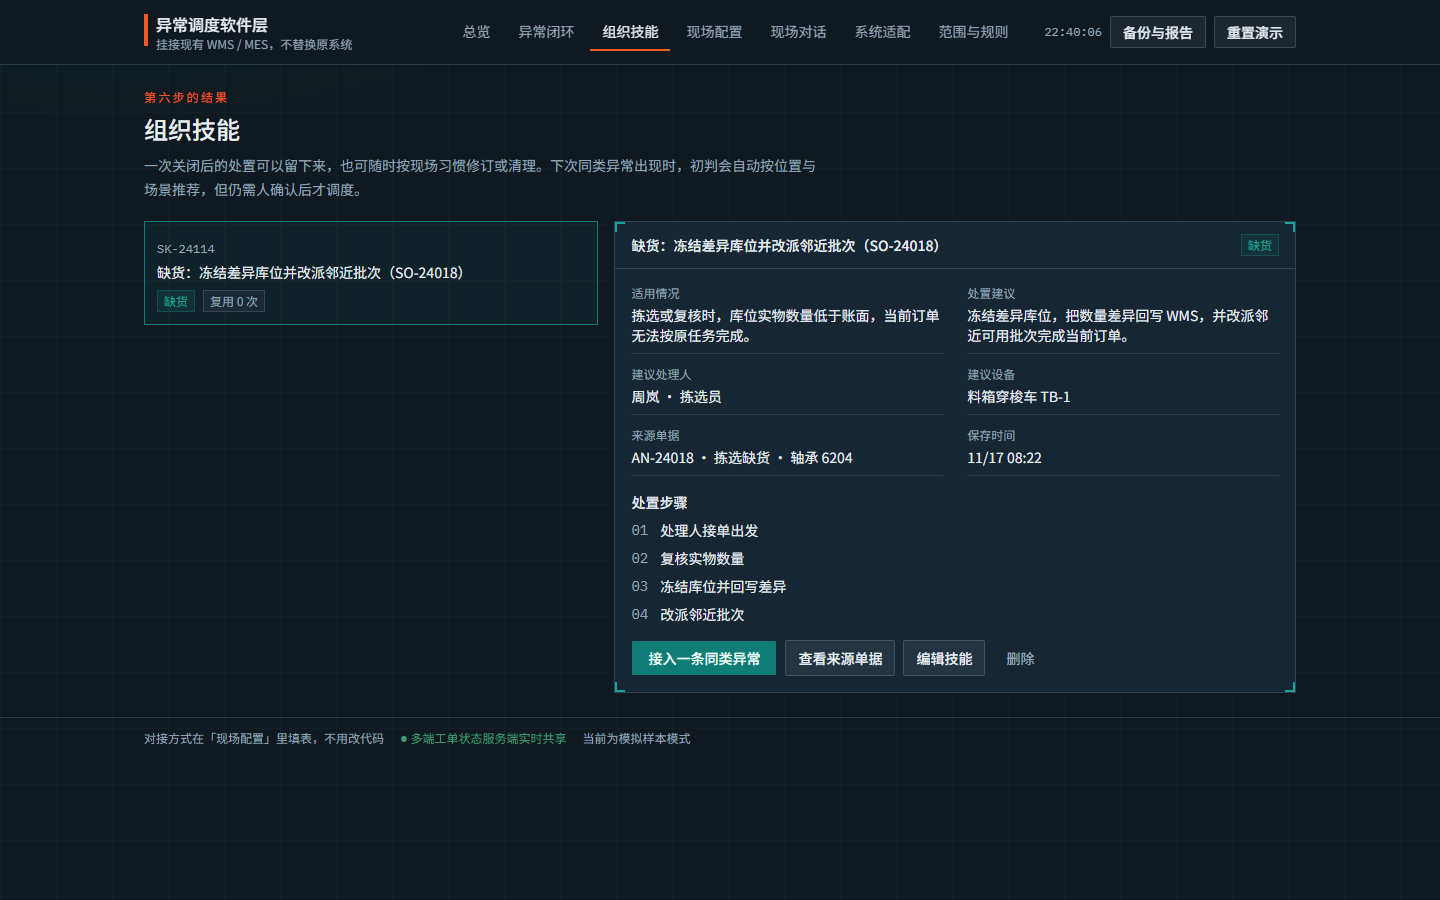 异常调度软件层
挂接现有 WMS / MES，不替换原系统
总览
异常闭环
组织技能
现场配置
现场对话
系统适配
范围与规则
22:40:06
备份与报告
重置演示
第六步的结果
组织技能
一次关闭后的处置可以留下来，也可随时按现场习惯修订或清理。下次同类异常出现时，初判会自动按位置与
场景推荐，但仍需人确认后才调度。
SK-24114
缺货：冻结差异库位并改派邻近批次（SO-24018）
缺货
复用 0 次
缺货：冻结差异库位并改派邻近批次（SO-24018）
缺货
适用情况
拣选或复核时，库位实物数量低于账面，当前订单
无法按原任务完成。
处置建议
冻结差异库位，把数量差异回写 WMS，并改派邻
近可用批次完成当前订单。
建议处理人
周岚 · 拣选员
建议设备
料箱穿梭车 TB-1
来源单据
AN-24018 · 拣选缺货 · 轴承 6204
保存时间
11/17 08:22
处置步骤
01 处理人接单出发
02 复核实物数量
03 冻结库位并回写差异
04 改派邻近批次
接入一条同类异常
查看来源单据
编辑技能
删除
对接方式在「现场配置」里填表，不用改代码
● 多端工单状态服务端实时共享
当前为模拟样本模式